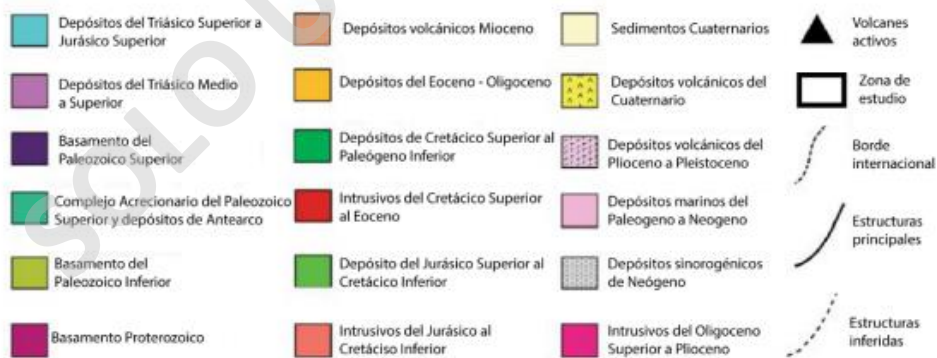 Depósitos del Triásico Superior a
Jurásico Superior
Depósitos del Triásico Medio
a Superior
Basamento del
Paleozoico Superior
Complejo Acrecionario del Paleozoico
Superior y depósitos de Antearco
Basamento del
Paleozoico Inferior
Basamento Proterozoico
Depósitos volcánicos Mioceno
Depósitos del Eoceno - Oligoceno
Depósitos de Cretácico Superior al
Paleógeno Inferior
Intrusivos del Cretácico Superior
al Eoceno
Depósito del Jurásico Superior al
Cretácico Inferior
Intrusivos del Jurásico al
Cretáciso Inferior
Sedimentos Cuaternarios
Depósitos volcánicos del
Cuaternario
Depósitos volcánicos del
Plioceno a Pleistoceno
Depósitos marinos del
Paleogeno a Neogeno
Depósitos sinorogénicos
de Neógeno
Intrusivos del Oligoceno
Superior a Plioceno
Volcanes
activos
Zona de
estudio
Borde
internacional
Estructuras
principales
Estructuras
inferidas
SOLO U